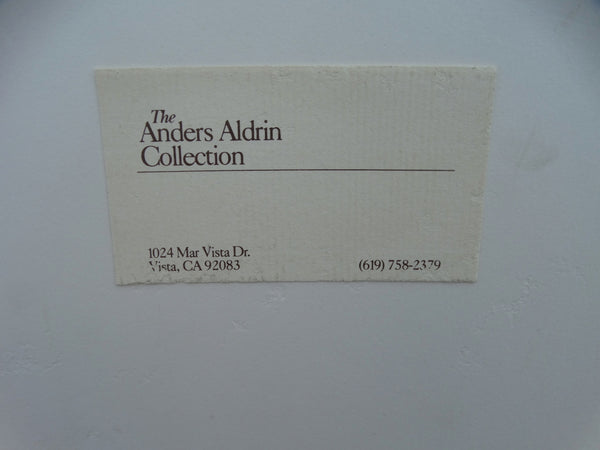 The
Anders Aldrin
Collection
1024 Mar Vista Dr.
Vista, CA 92083
(619) 758-2379